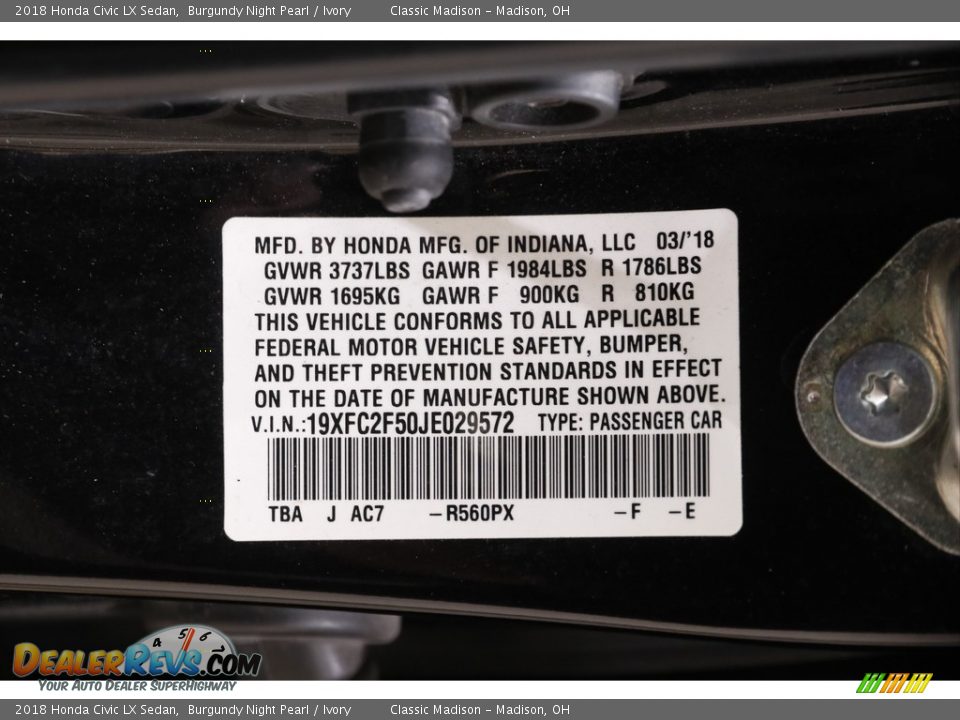 2018 Honda Civic LX Sedan,  Burgundy Night Pearl / Ivory        Classic Madison – Madison, OH
MFD. BY HONDA MFG. OF INDIANA, LLC   03/'18
GVWR 3737LBS  GAWR F 1984LBS  R 1786LBS
GVWR 1695KG   GAWR F  900KG  R  810KG
THIS VEHICLE CONFORMS TO ALL APPLICABLE
FEDERAL MOTOR VEHICLE SAFETY, BUMPER,
AND THEFT PREVENTION STANDARDS IN EFFECT
ON THE DATE OF MANUFACTURE SHOWN ABOVE.
V.I.N.:19XFC2F50JE029572   TYPE: PASSENGER CAR
TBA   J  AC7     –R560PX          –F   –E
4 5 6
DEALERREVS.COM
YOUR AUTO DEALER SUPERHIGHWAY
2018 Honda Civic LX Sedan,  Burgundy Night Pearl / Ivory        Classic Madison – Madison, OH